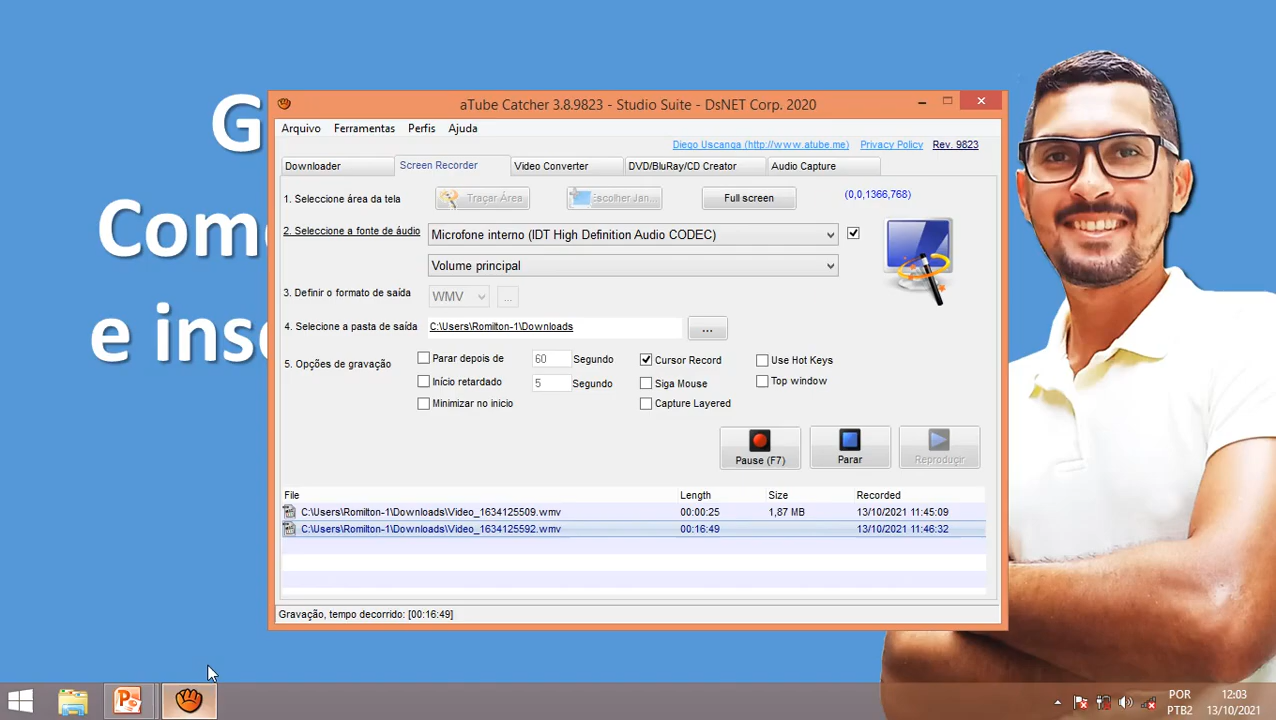 G
Com
e inse
aTube Catcher 3.8.9823 - Studio Suite - DsNET Corp. 2020
Arquivo Ferramentas Perfis Ajuda
Diego Uscanga (http://www.atube.me) Privacy Policy Rev. 9823
Downloader Screen Recorder Video Converter DVD/BluRay/CD Creator Audio Capture
1. Seleccione área da tela Traçar Área Escolher Jan... Full screen (0,0,1366,768)
2. Seleccione a fonte de áudio Microfone interno (IDT High Definition Audio CODEC)
Volume principal
3. Definir o formato de saída WMV ...
4. Selecione a pasta de saída C:\Users\Romilton-1\Downloads ...
5. Opções de gravação Parar depois de 60 Segundo Cursor Record Use Hot Keys
Início retardado 5 Segundo Siga Mouse Top window
Minimizar no início Capture Layered
Pause (F7) Parar Reproduçir
File Length Size Recorded
C:\Users\Romilton-1\Downloads\Video_1634125509.wmv 00:00:25 1,87 MB 13/10/2021 11:45:09
C:\Users\Romilton-1\Downloads\Video_1634125592.wmv 00:16:49 13/10/2021 11:46:32
Gravação, tempo decorrido: [00:16:49]
POR 12:03
PTB2 13/10/2021